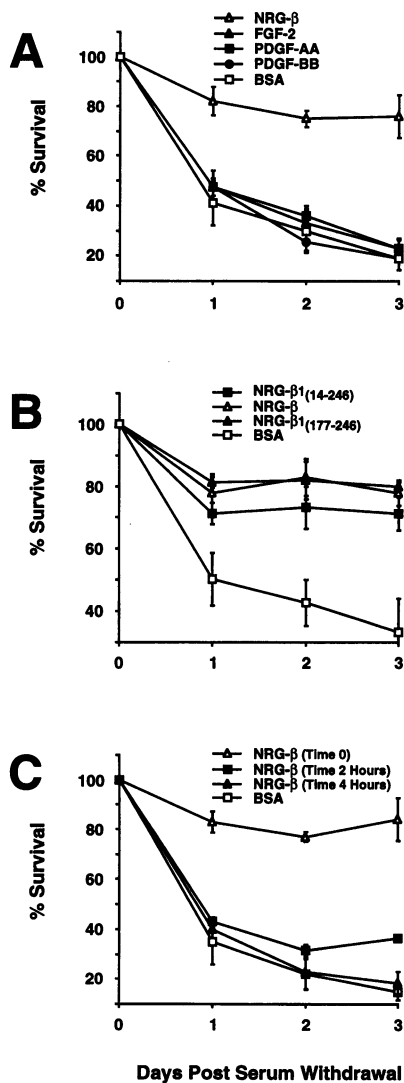 A
NRG-β
FGF-2
PDGF-AA
PDGF-BB
BSA
% Survival
100
80
60
40
20
0 1 2 3
B
NRG-β1(14-246)
NRG-β
NRG-β1(177-246)
BSA
% Survival
100
80
60
40
0 1 2 3
C
NRG-β (Time 0)
NRG-β (Time 2 Hours)
NRG-β (Time 4 Hours)
BSA
% Survival
100
80
60
40
20
0 1 2 3
Days Post Serum Withdrawal